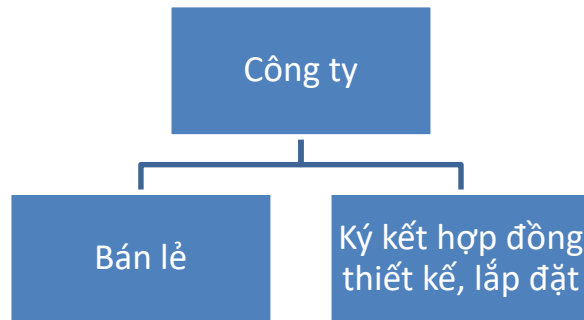 Công ty
Bán lẻ
Ký kết hợp đồng
thiết kế, lắp đặt